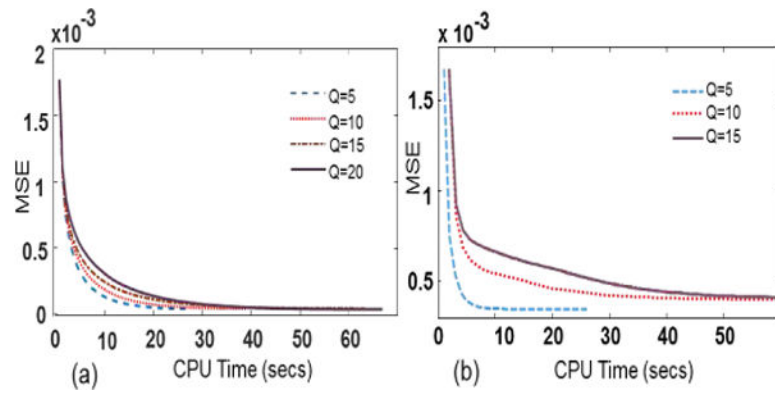 x10⁻³
2
1.5
1
0.5
0
MSE
Q=5
Q=10
Q=15
Q=20
0 10 20 30 40 50 60
(a) CPU Time (secs)
x 10⁻³
1.5
1
0.5
MSE
Q=5
Q=10
Q=15
0 10 20 30 40 50
(b) CPU Time (secs)